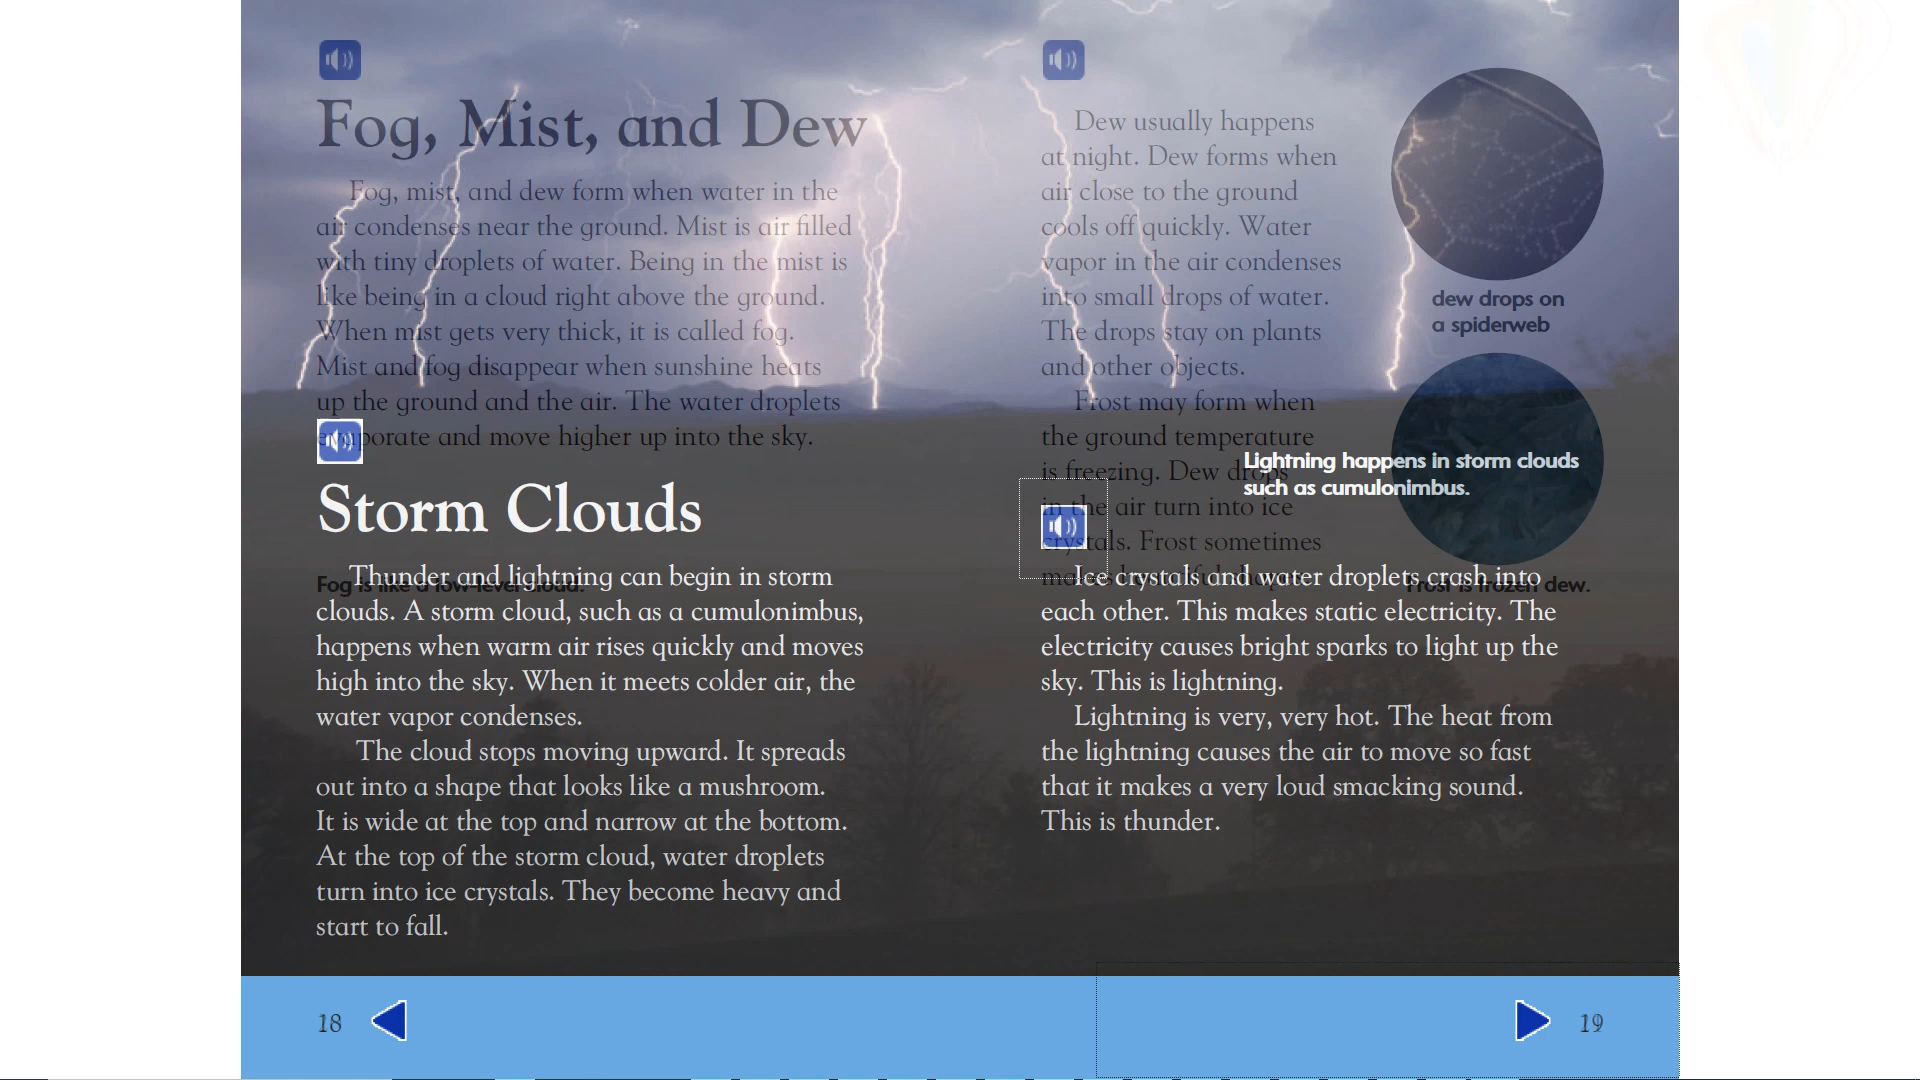 Fog, Mist, and Dew
Fog, mist, and dew form when water in the
air condenses near the ground. Mist is air filled
with tiny droplets of water. Being in the mist is
like being in a cloud right above the ground.
When mist gets very thick, it is called fog.
Mist and fog disappear when sunshine heats
up the ground and the air. The water droplets
evaporate and move higher up into the sky.
Fog is like a low-level cloud.
Storm Clouds
Thunder and lightning can begin in storm
clouds. A storm cloud, such as a cumulonimbus,
happens when warm air rises quickly and moves
high into the sky. When it meets colder air, the
water vapor condenses.
The cloud stops moving upward. It spreads
out into a shape that looks like a mushroom.
It is wide at the top and narrow at the bottom.
At the top of the storm cloud, water droplets
turn into ice crystals. They become heavy and
start to fall.
18
Dew usually happens
at night. Dew forms when
air close to the ground
cools off quickly. Water
vapor in the air condenses
into small drops of water.
The drops stay on plants
and other objects.
Frost may form when
the ground temperature
is freezing. Dew drops
in the air turn into ice
crystals. Frost sometimes
dew drops on
a spiderweb
Frost is frozen dew.
Lightning happens in storm clouds
such as cumulonimbus.
Ice crystals and water droplets crash into
each other. This makes static electricity. The
electricity causes bright sparks to light up the
sky. This is lightning.
Lightning is very, very hot. The heat from
the lightning causes the air to move so fast
that it makes a very loud smacking sound.
This is thunder.
19